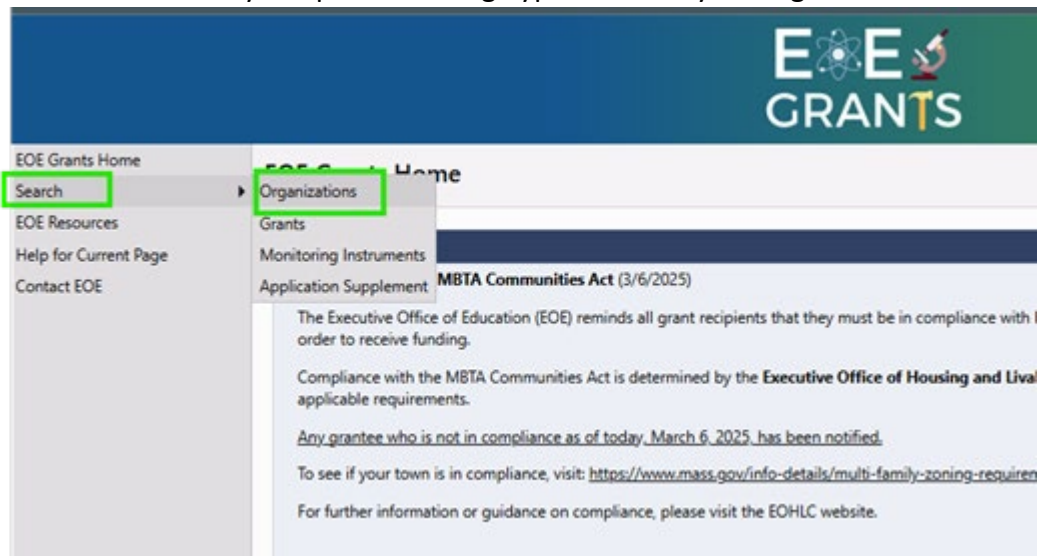 E E
GRANTS
EOE Grants Home
Search
EOE Resources
Help for Current Page
Contact EOE
Home
Organizations
Grants
Monitoring Instruments
Application Supplement
MBTA Communities Act (3/6/2025)
The Executive Office of Education (EOE) reminds all grant recipients that they must be in compliance with
order to receive funding.
Compliance with the MBTA Communities Act is determined by the Executive Office of Housing and
applicable requirements.
Any grantee who is not in compliance as of today, March 6, 2025, has been notified.
To see if your town is in compliance, visit: https://www.mass.gov/info-details/multi-family-zoning-requirem
For further information or guidance on compliance, please visit the EOHLC website.